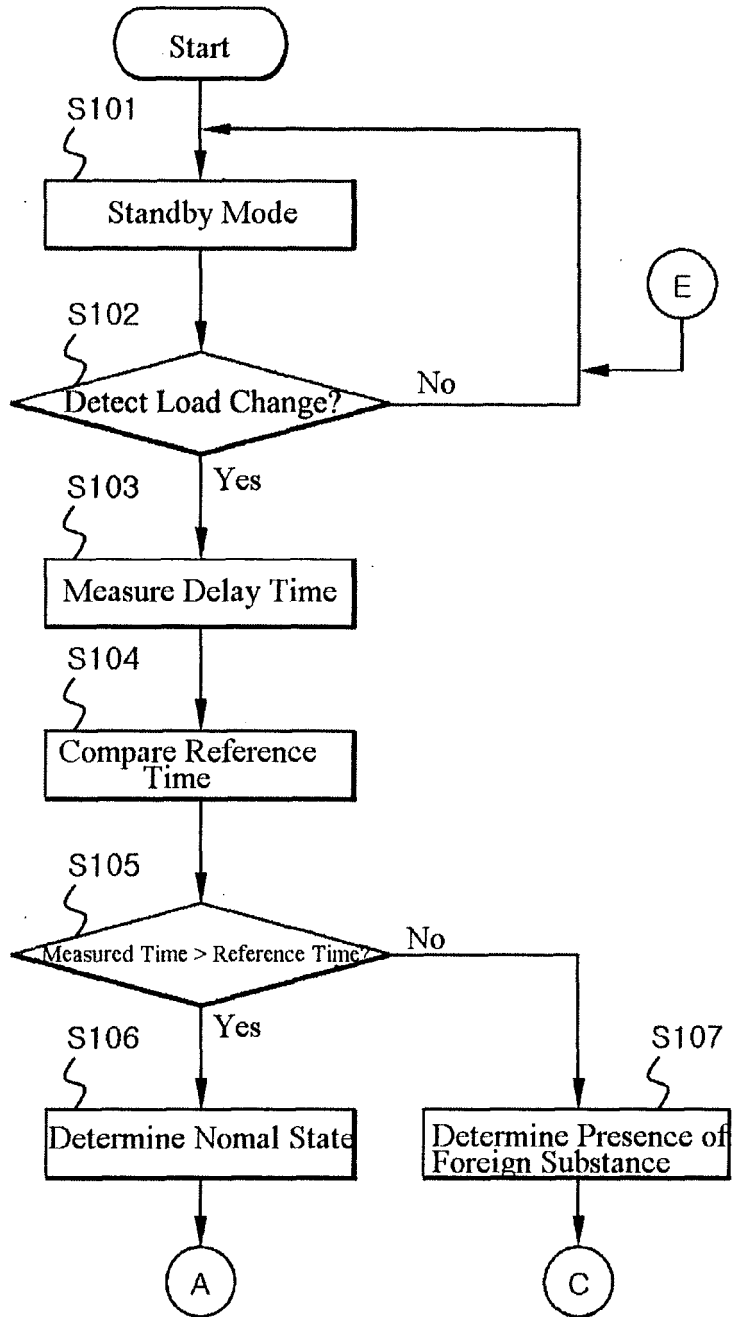 Start
S101
Standby Mode
E
S102
Detect Load Change?
No
Yes
S103
Measure Delay Time
S104
Compare Reference
Time
S105
Measured Time > Reference Time?
No
Yes
S106
Determine Nomal State
S107
Determine Presence of
Foreign Substance
A
C